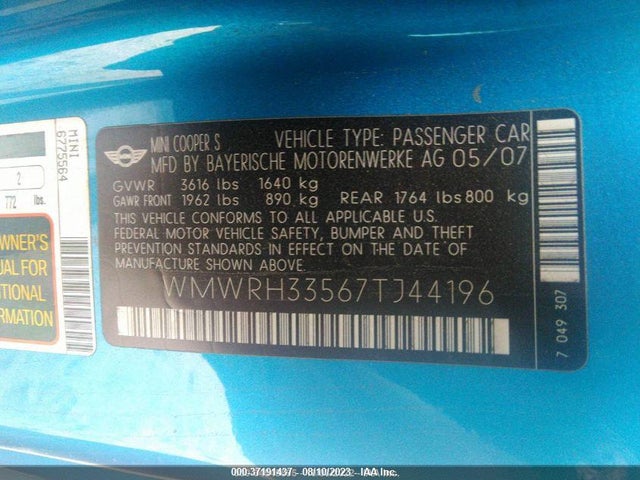 MINI COOPER S VEHICLE TYPE: PASSENGER CAR
MFD BY BAYERISCHE MOTORENWERKE AG 05/07
GVWR 3616 lbs 1640 kg
GAWR FRONT 1962 lbs 890 kg REAR 1764 lbs 800 kg
THIS VEHICLE CONFORMS TO ALL APPLICABLE U.S.
FEDERAL MOTOR VEHICLE SAFETY, BUMPER AND THEFT
PREVENTION STANDARDS IN EFFECT ON THE DATE OF
MANUFACTURE SHOWN ABOVE.
WMWRH33567TJ44196
7 049 307
MINI
6775564
2
772 lbs.
OWNER'S
UAL FOR
ITIONAL
RMATION
000-37191437 - 08/10/2023 - IAA Inc.